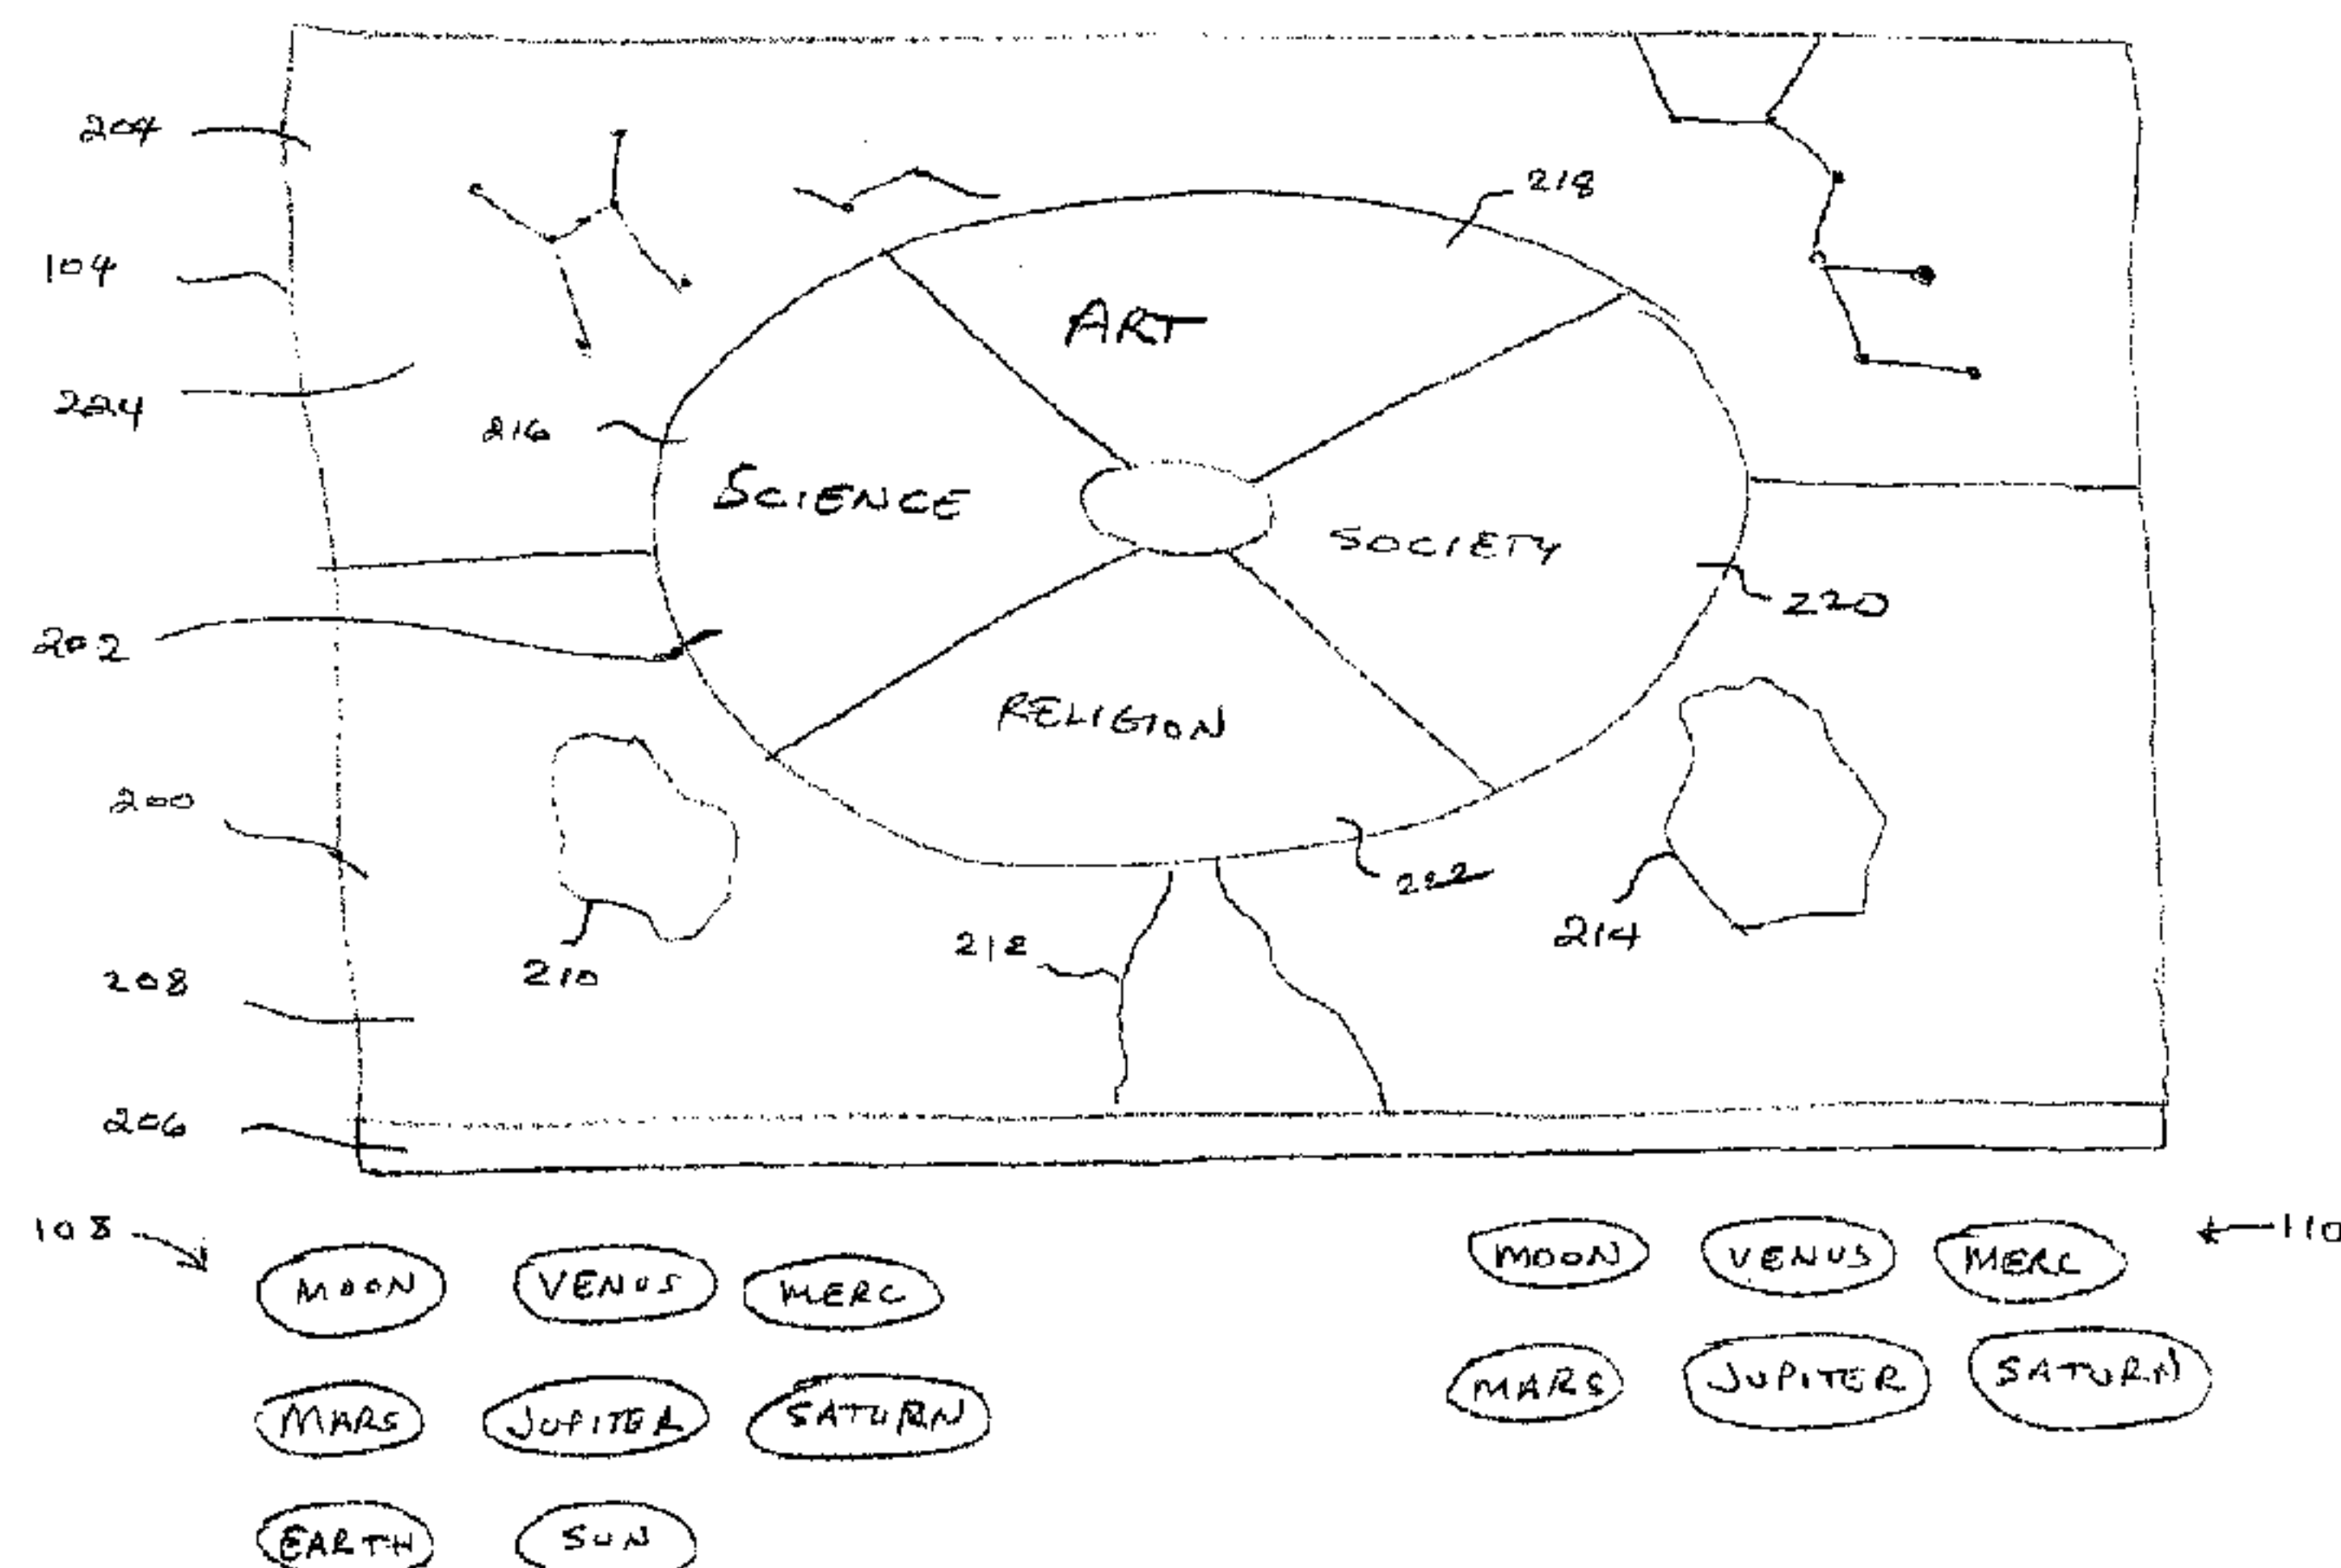 204
218
104
ART
224
216
SCIENCE
SOCIETY
220
202
RELIGION
200
222
214
212
210
208
206
108
110
MOON VENUS MERC
MOON VENUS MERC
MARS JUPITER SATURN
MARS JUPITER SATURN
EARTH SUN